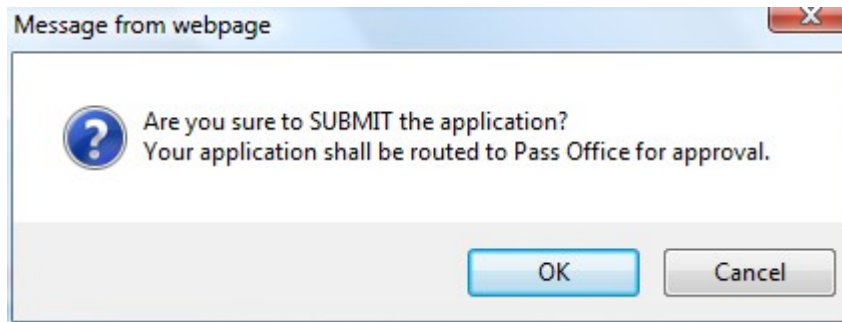 Message from webpage
Are you sure to SUBMIT the application?
Your application shall be routed to Pass Office for approval.
OK
Cancel